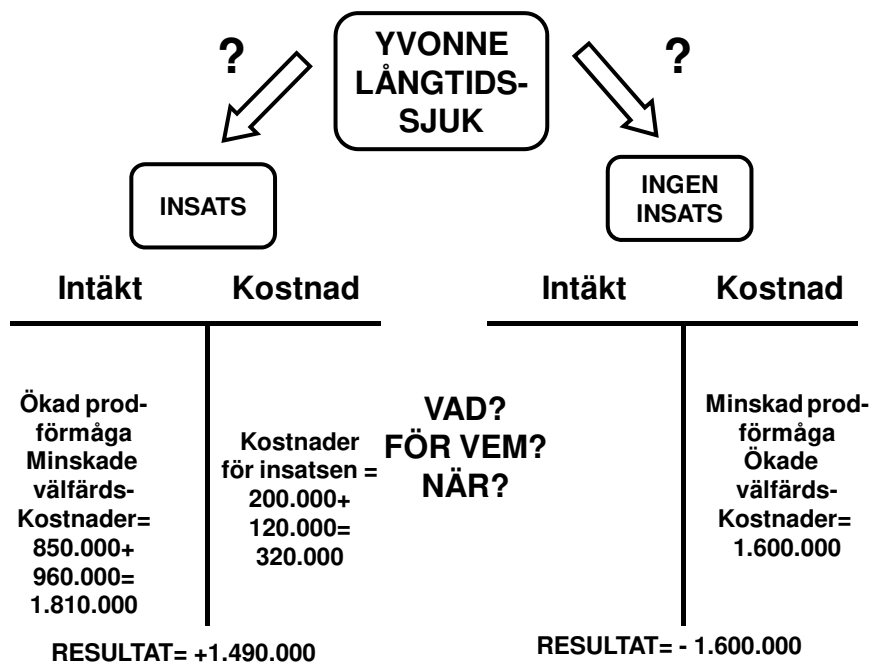 YVONNE
LÅNGTIDS-
SJUK
?
?
INSATS
INGEN
INSATS
Intäkt
Kostnad
Ökad prod-
förmåga
Minskade
välfärds-
Kostnader=
850.000+
960.000=
1.810.000
Kostnader
för insatsen =
200.000+
120.000=
320.000
RESULTAT= +1.490.000
VAD?
FÖR VEM?
NÄR?
Intäkt
Kostnad
Minskad prod-
förmåga
Ökade
välfärds-
Kostnader=
1.600.000
RESULTAT= - 1.600.000